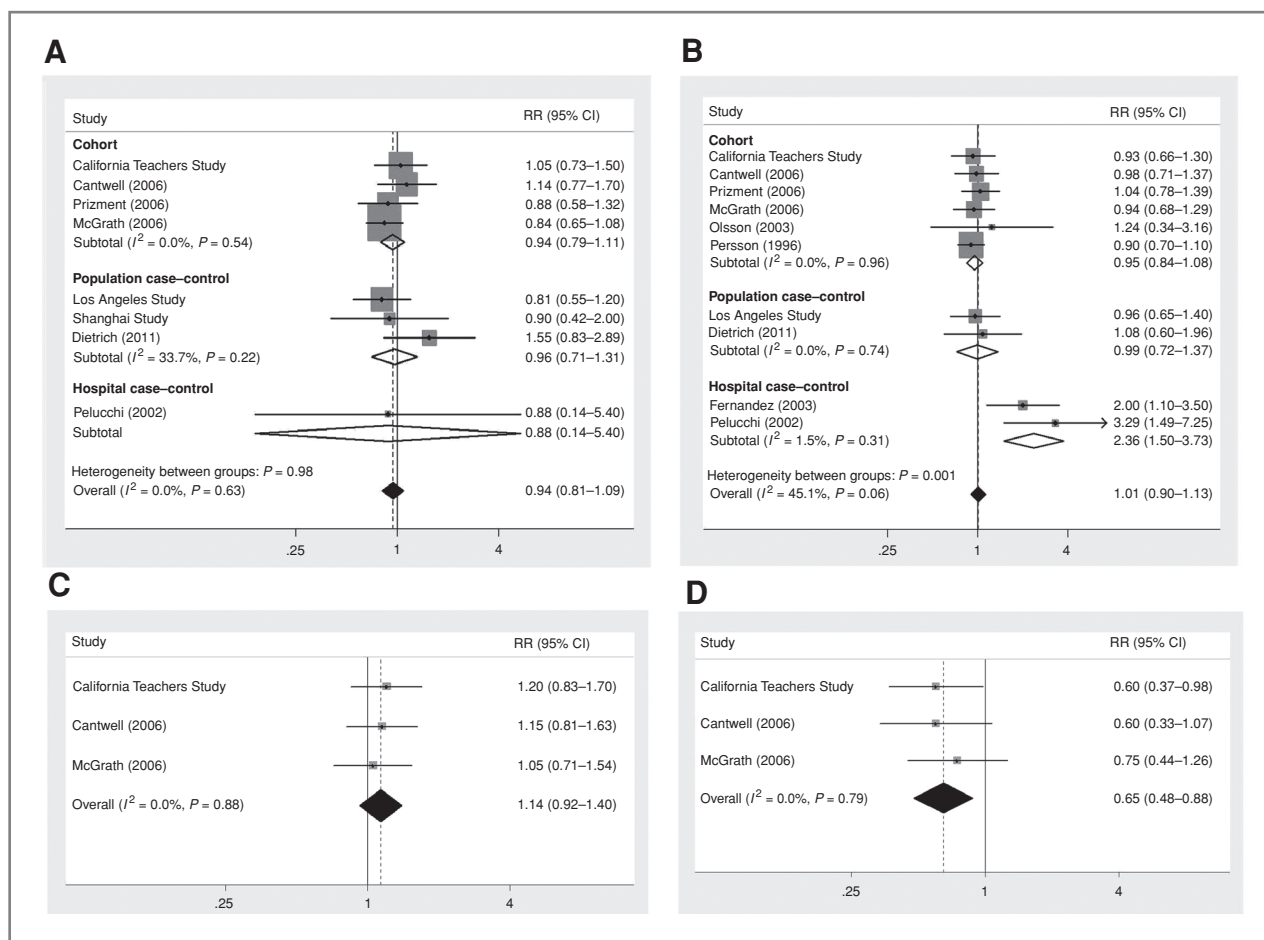 A
Study RR (95% CI)
Cohort
California Teachers Study 1.05 (0.73–1.50)
Cantwell (2006) 1.14 (0.77–1.70)
Prizment (2006) 0.88 (0.58–1.32)
McGrath (2006) 0.84 (0.65–1.08)
Subtotal (I² = 0.0%, P = 0.54) 0.94 (0.79–1.11)
Population case–control
Los Angeles Study 0.81 (0.55–1.20)
Shanghai Study 0.90 (0.42–2.00)
Dietrich (2011) 1.55 (0.83–2.89)
Subtotal (I² = 33.7%, P = 0.22) 0.96 (0.71–1.31)
Hospital case–control
Pelucchi (2002) 0.88 (0.14–5.40)
Subtotal 0.88 (0.14–5.40)
Heterogeneity between groups: P = 0.98
Overall (I² = 0.0%, P = 0.63) 0.94 (0.81–1.09)
.25 1 4
B
Study RR (95% CI)
Cohort
California Teachers Study 0.93 (0.66–1.30)
Cantwell (2006) 0.98 (0.71–1.37)
Prizment (2006) 1.04 (0.78–1.39)
McGrath (2006) 0.94 (0.68–1.29)
Olsson (2003) 1.24 (0.34–3.16)
Persson (1996) 0.90 (0.70–1.10)
Subtotal (I² = 0.0%, P = 0.96) 0.95 (0.84–1.08)
Population case–control
Los Angeles Study 0.96 (0.65–1.40)
Dietrich (2011) 1.08 (0.60–1.96)
Subtotal (I² = 0.0%, P = 0.74) 0.99 (0.72–1.37)
Hospital case–control
Fernandez (2003) 2.00 (1.10–3.50)
Pelucchi (2002) 3.29 (1.49–7.25)
Subtotal (I² = 1.5%, P = 0.31) 2.36 (1.50–3.73)
Heterogeneity between groups: P = 0.001
Overall (I² = 45.1%, P = 0.06) 1.01 (0.90–1.13)
.25 1 4
C
Study RR (95% CI)
California Teachers Study 1.20 (0.83–1.70)
Cantwell (2006) 1.15 (0.81–1.63)
McGrath (2006) 1.05 (0.71–1.54)
Overall (I² = 0.0%, P = 0.88) 1.14 (0.92–1.40)
.25 1 4
D
Study RR (95% CI)
California Teachers Study 0.60 (0.37–0.98)
Cantwell (2006) 0.60 (0.33–1.07)
McGrath (2006) 0.75 (0.44–1.26)
Overall (I² = 0.0%, P = 0.79) 0.65 (0.48–0.88)
.25 1 4